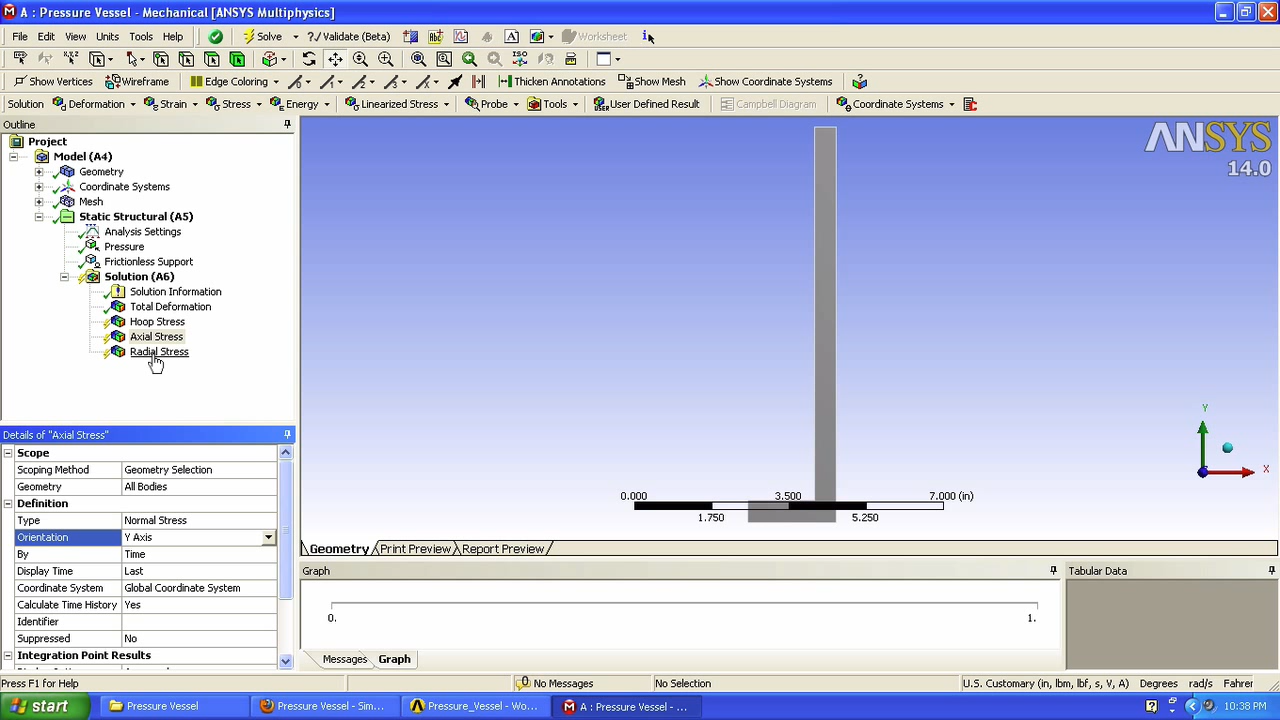 A : Pressure Vessel - Mechanical [ANSYS Multiphysics]
File Edit View Units Tools Help Solve ?/ Validate (Beta) Worksheet
Show Vertices Wireframe Edge Coloring Thicken Annotations Show Mesh Show Coordinate Systems
Solution Deformation Strain Stress Energy Linearized Stress Probe Tools User Defined Result Campbell Diagram Coordinate Systems
Outline
Project
Model (A4)
Geometry
Coordinate Systems
Mesh
Static Structural (A5)
Analysis Settings
Pressure
Frictionless Support
Solution (A6)
Solution Information
Total Deformation
Hoop Stress
Axial Stress
Radial Stress
Details of "Axial Stress"
Scope
Scoping Method Geometry Selection
Geometry All Bodies
Definition
Type Normal Stress
Orientation Y Axis
By Time
Display Time Last
Coordinate System Global Coordinate System
Calculate Time History Yes
Identifier
Suppressed No
Integration Point Results
ANSYS
14.0
Y
X
0.000 3.500 7.000 (in)
1.750 5.250
Geometry Print Preview Report Preview
Graph
0. 1.
Messages Graph
Tabular Data
Press F1 for Help No Messages No Selection U.S. Customary (in, lbm, lbf, s, V, A) Degrees rad/s Fahrer
start Pressure Vessel Pressure Vessel - Sim... Pressure_Vessel - Wo... A : Pressure Vessel - ... 10:38 PM